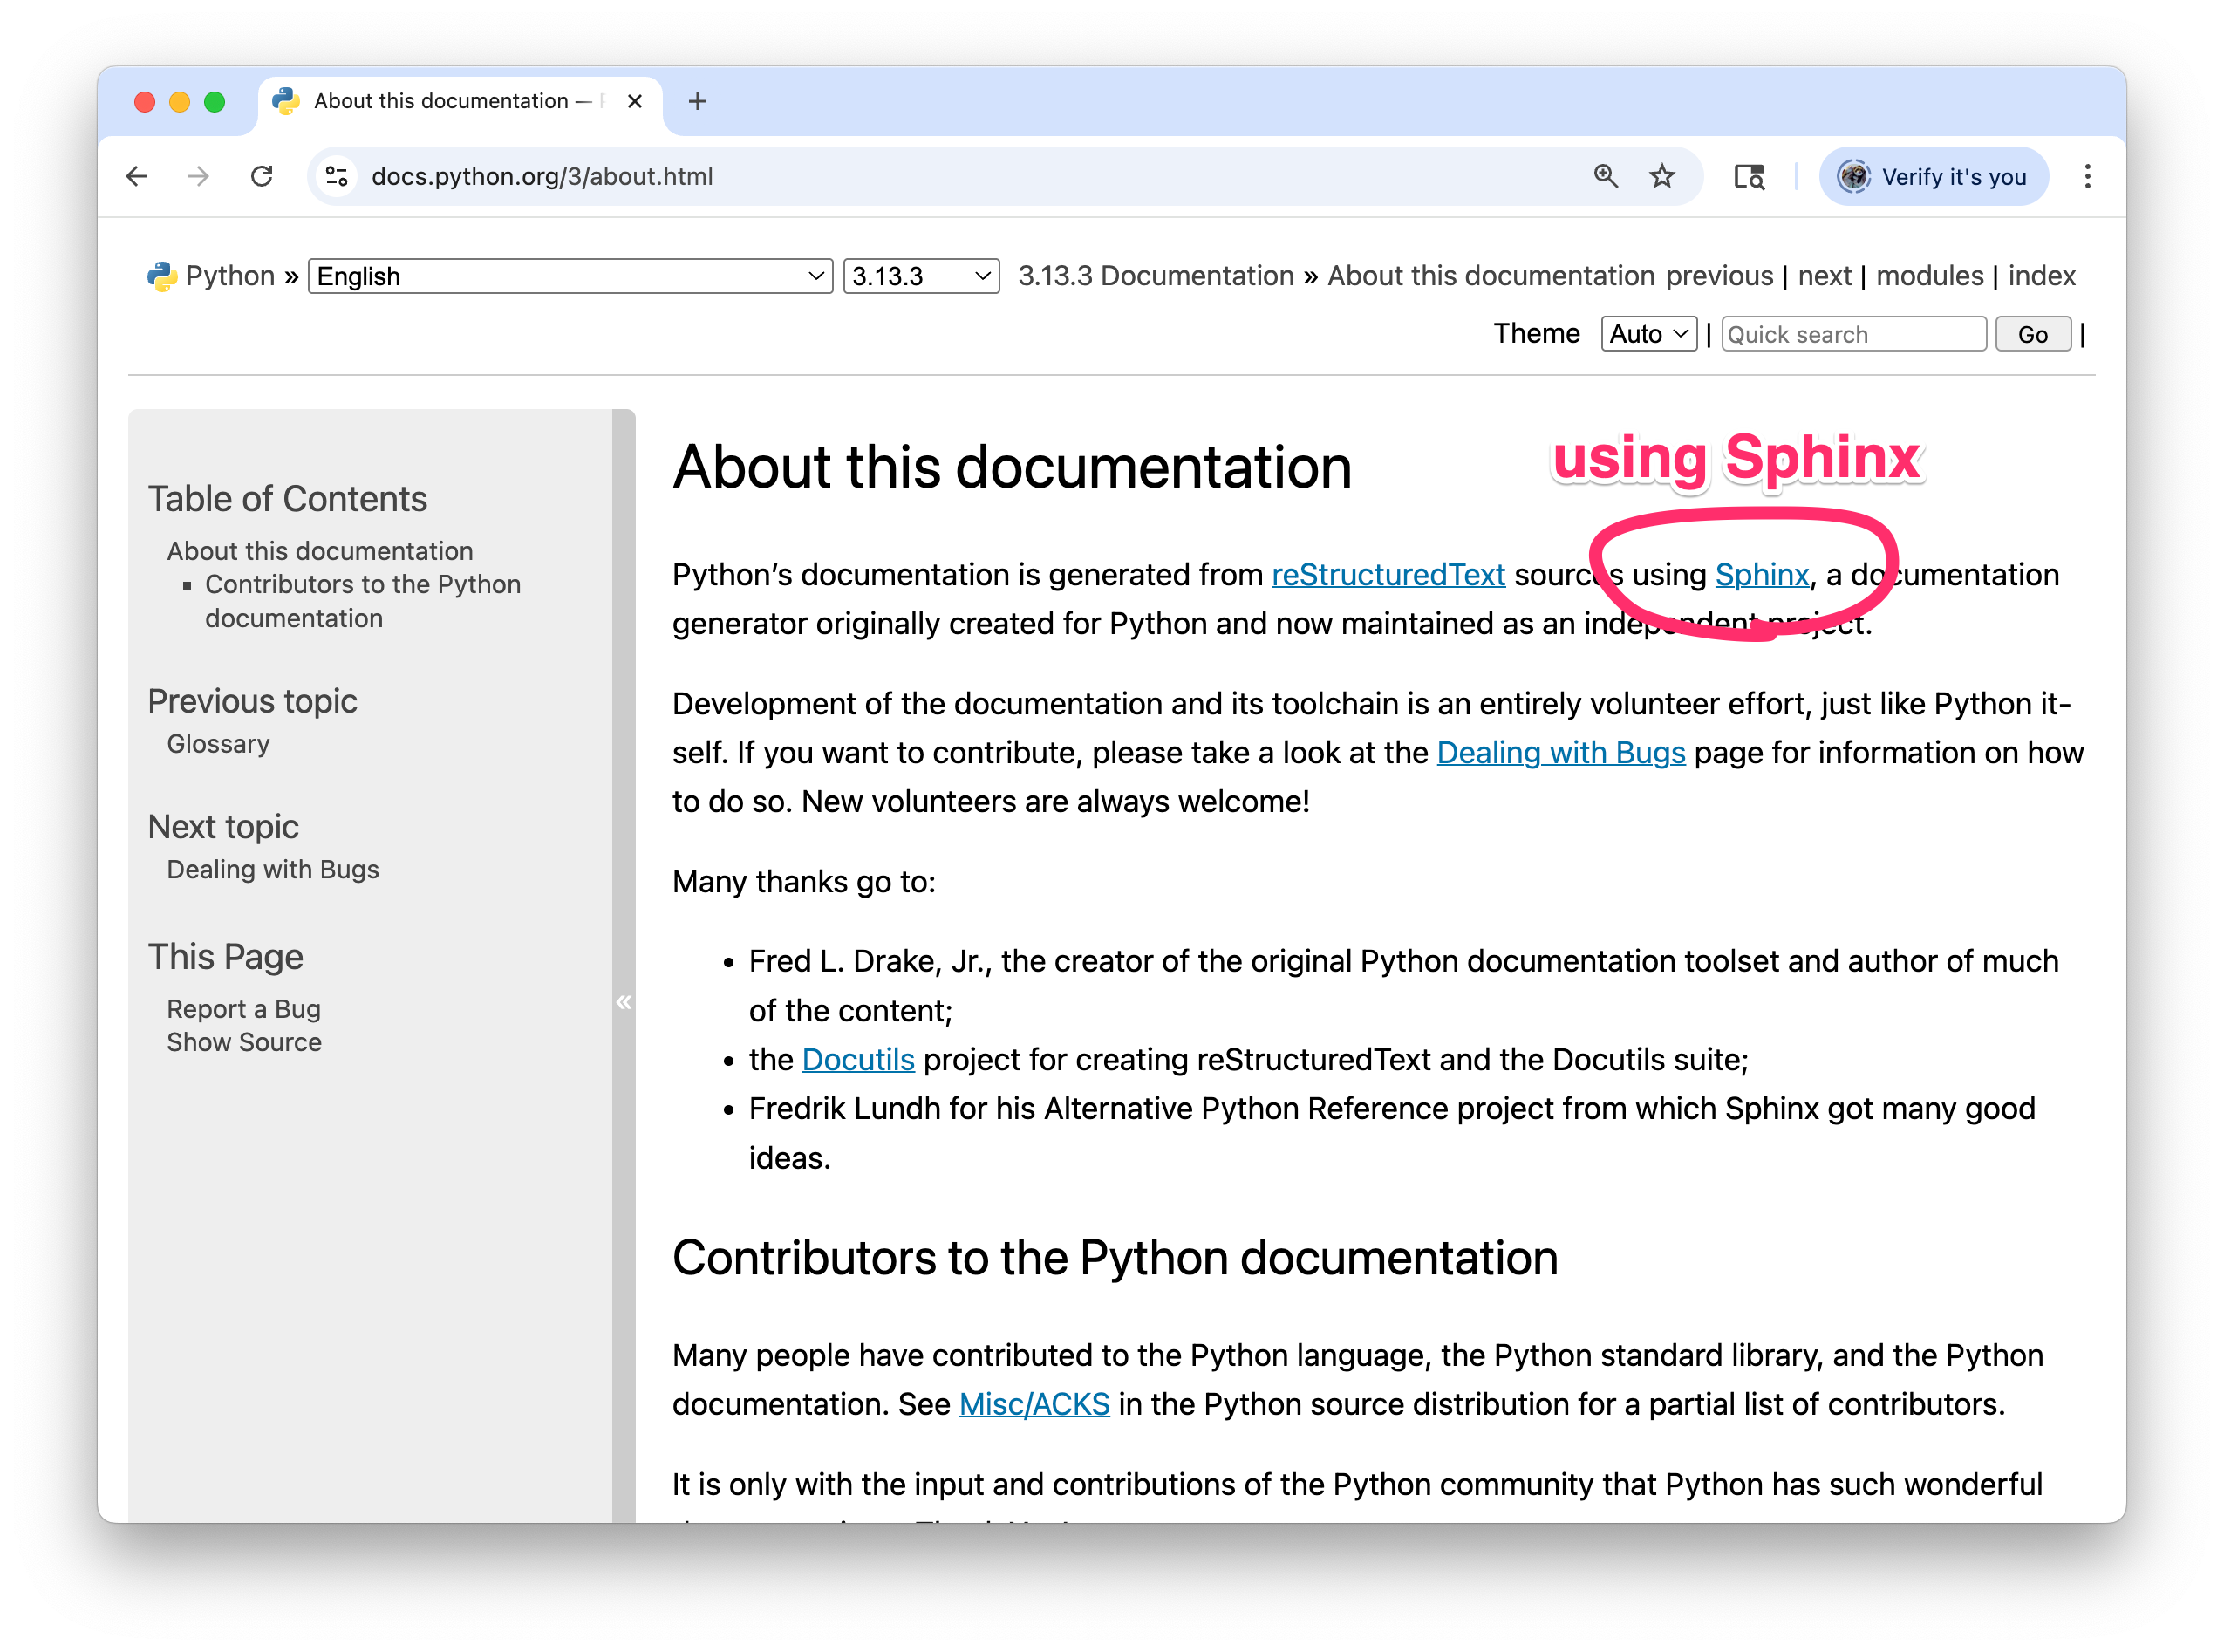 About this documentation —
docs.python.org/3/about.html
Verify it's you
Python » English 3.13.3 3.13.3 Documentation » About this documentation previous | next | modules | index
Theme Auto | Quick search Go |
Table of Contents
About this documentation
Contributors to the Python
documentation
Previous topic
Glossary
Next topic
Dealing with Bugs
This Page
Report a Bug
Show Source
«
About this documentation
using Sphinx
Python’s documentation is generated from reStructuredText sources using Sphinx, a documentation
generator originally created for Python and now maintained as an independent project.
Development of the documentation and its toolchain is an entirely volunteer effort, just like Python it-
self. If you want to contribute, please take a look at the Dealing with Bugs page for information on how
to do so. New volunteers are always welcome!
Many thanks go to:
• Fred L. Drake, Jr., the creator of the original Python documentation toolset and author of much
of the content;
• the Docutils project for creating reStructuredText and the Docutils suite;
• Fredrik Lundh for his Alternative Python Reference project from which Sphinx got many good
ideas.
Contributors to the Python documentation
Many people have contributed to the Python language, the Python standard library, and the Python
documentation. See Misc/ACKS in the Python source distribution for a partial list of contributors.
It is only with the input and contributions of the Python community that Python has such wonderful